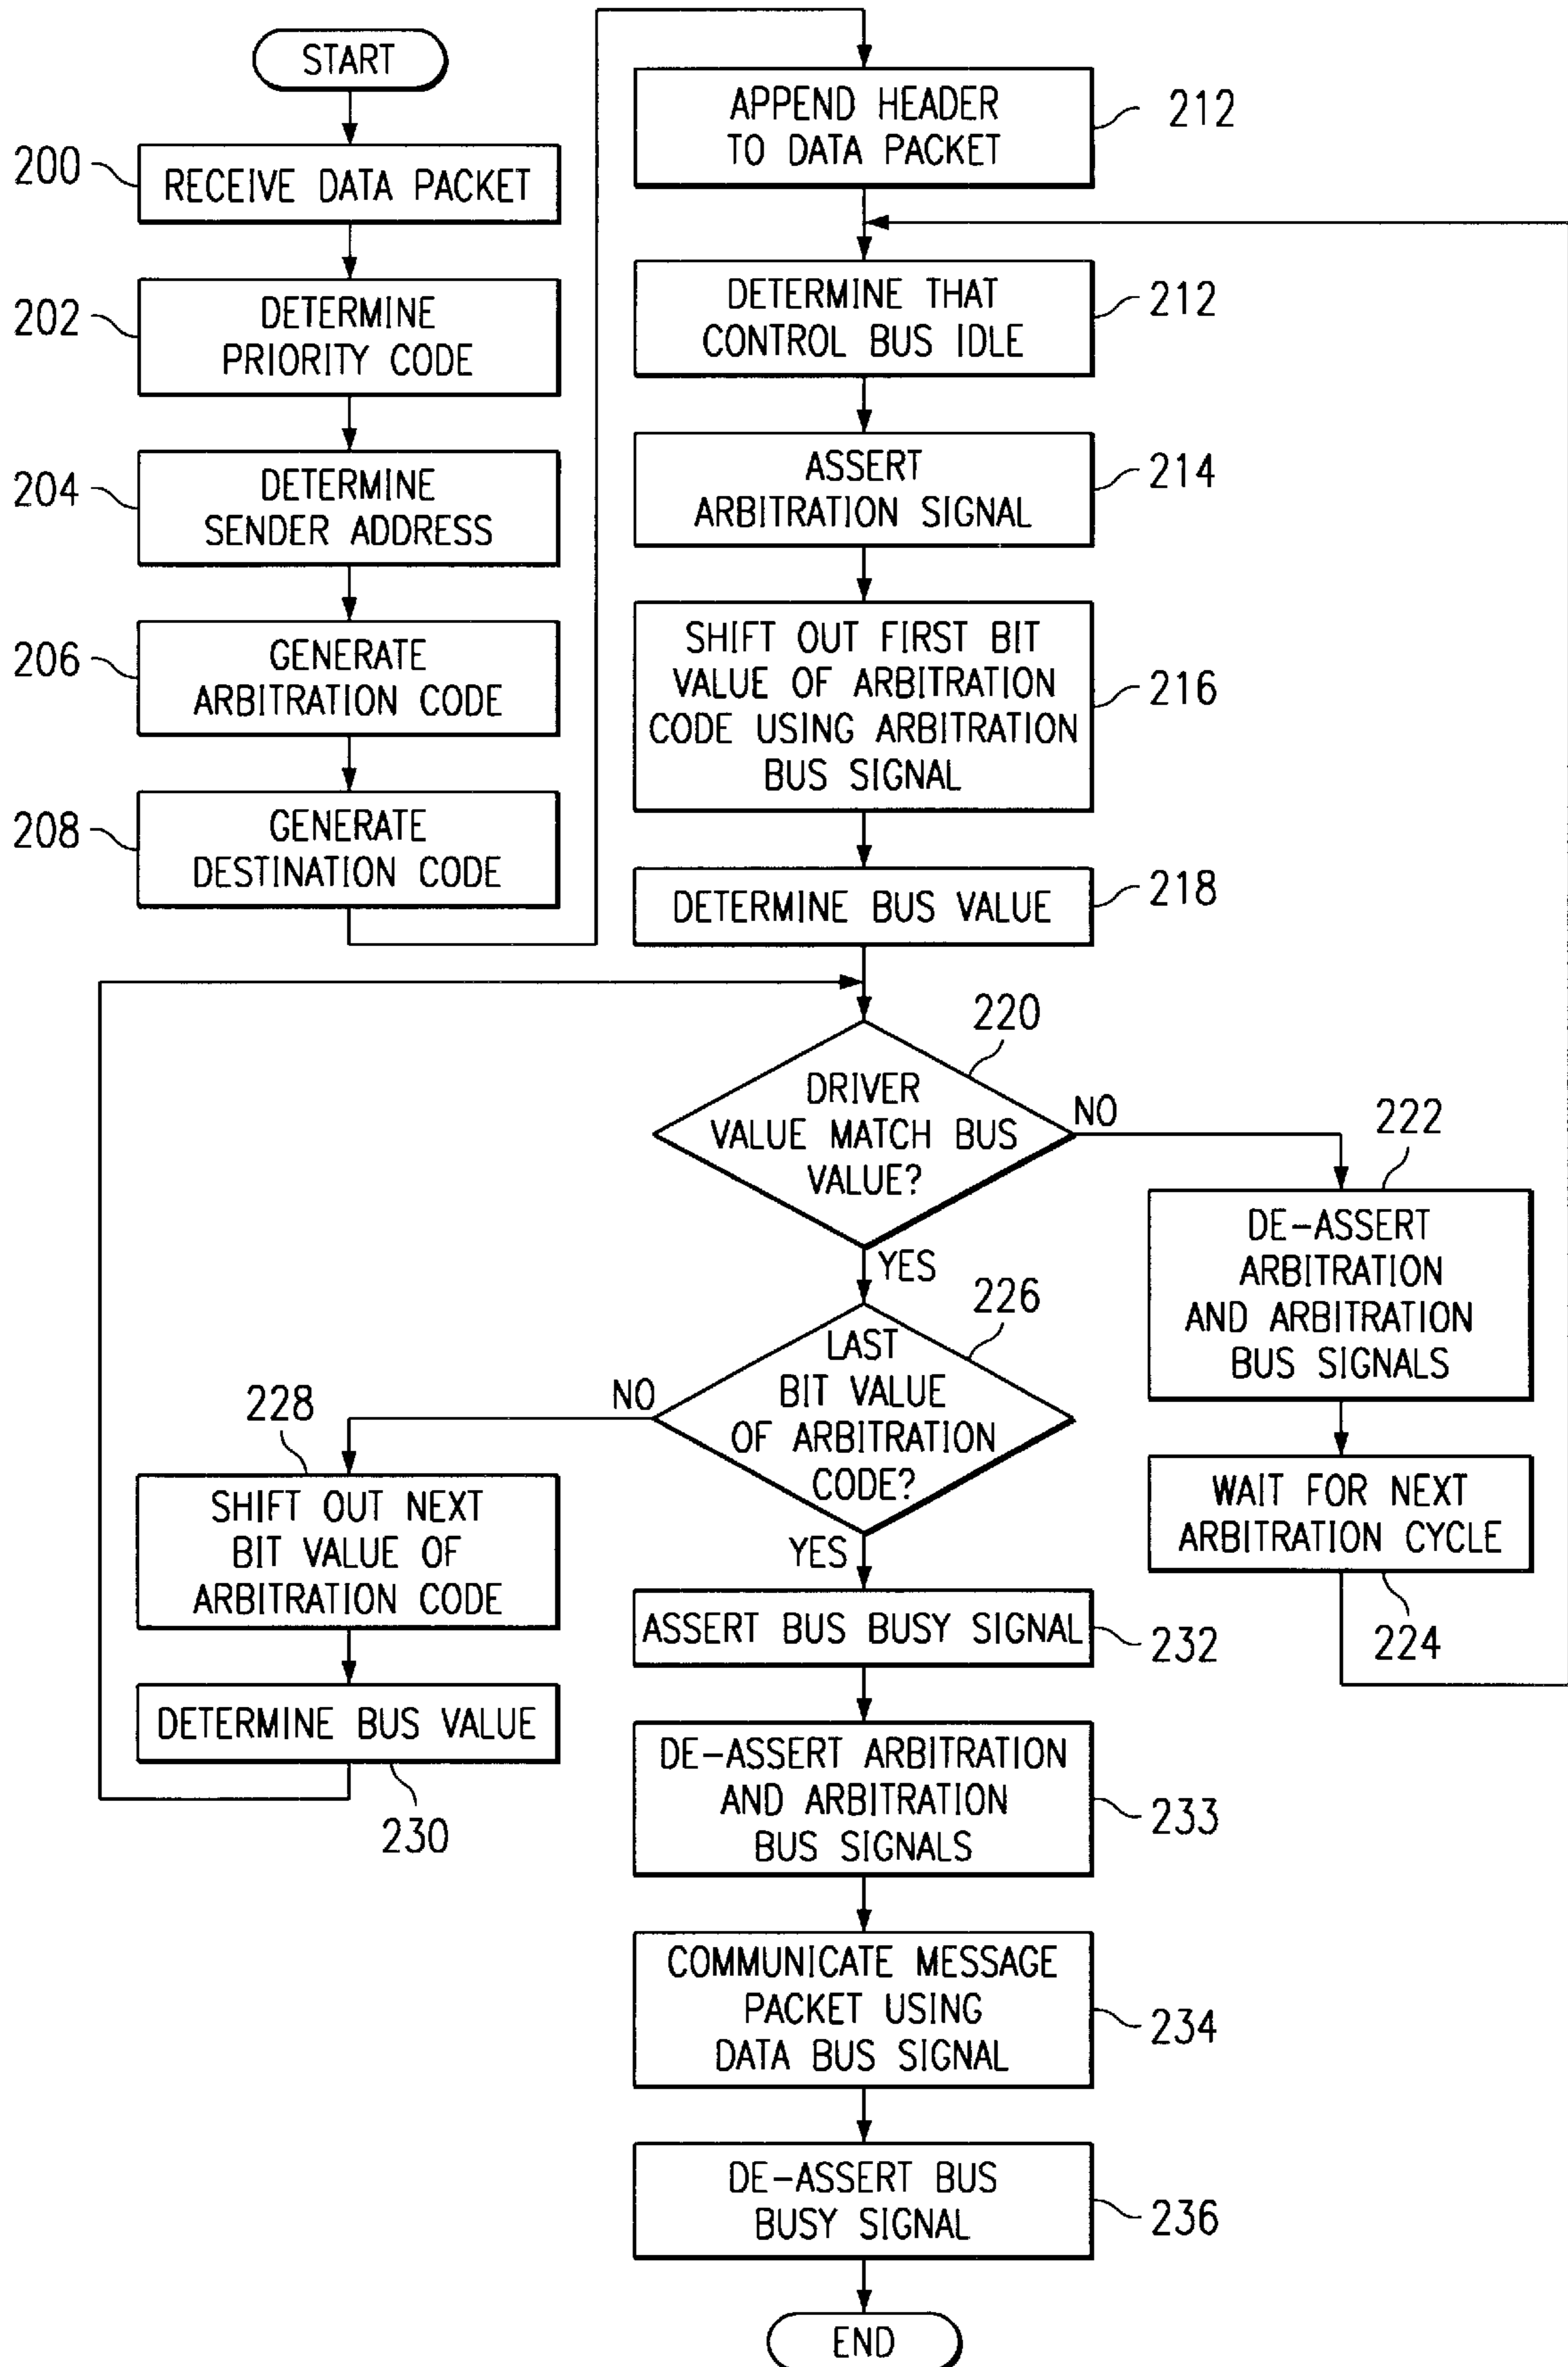 START
200
RECEIVE DATA PACKET
202
DETERMINE
PRIORITY CODE
204
DETERMINE
SENDER ADDRESS
206
GENERATE
ARBITRATION CODE
208
GENERATE
DESTINATION CODE
APPEND HEADER
TO DATA PACKET
212
DETERMINE THAT
CONTROL BUS IDLE
212
ASSERT
ARBITRATION SIGNAL
214
SHIFT OUT FIRST BIT
VALUE OF ARBITRATION
CODE USING ARBITRATION
BUS SIGNAL
216
DETERMINE BUS VALUE
218
220
DRIVER
VALUE MATCH BUS
VALUE?
NO
YES
222
DE-ASSERT
ARBITRATION
AND ARBITRATION
BUS SIGNALS
WAIT FOR NEXT
ARBITRATION CYCLE
224
226
LAST
BIT VALUE
OF ARBITRATION
CODE?
NO
YES
228
SHIFT OUT NEXT
BIT VALUE OF
ARBITRATION CODE
DETERMINE BUS VALUE
230
ASSERT BUS BUSY SIGNAL
232
DE-ASSERT ARBITRATION
AND ARBITRATION
BUS SIGNALS
233
COMMUNICATE MESSAGE
PACKET USING
DATA BUS SIGNAL
234
DE-ASSERT BUS
BUSY SIGNAL
236
END